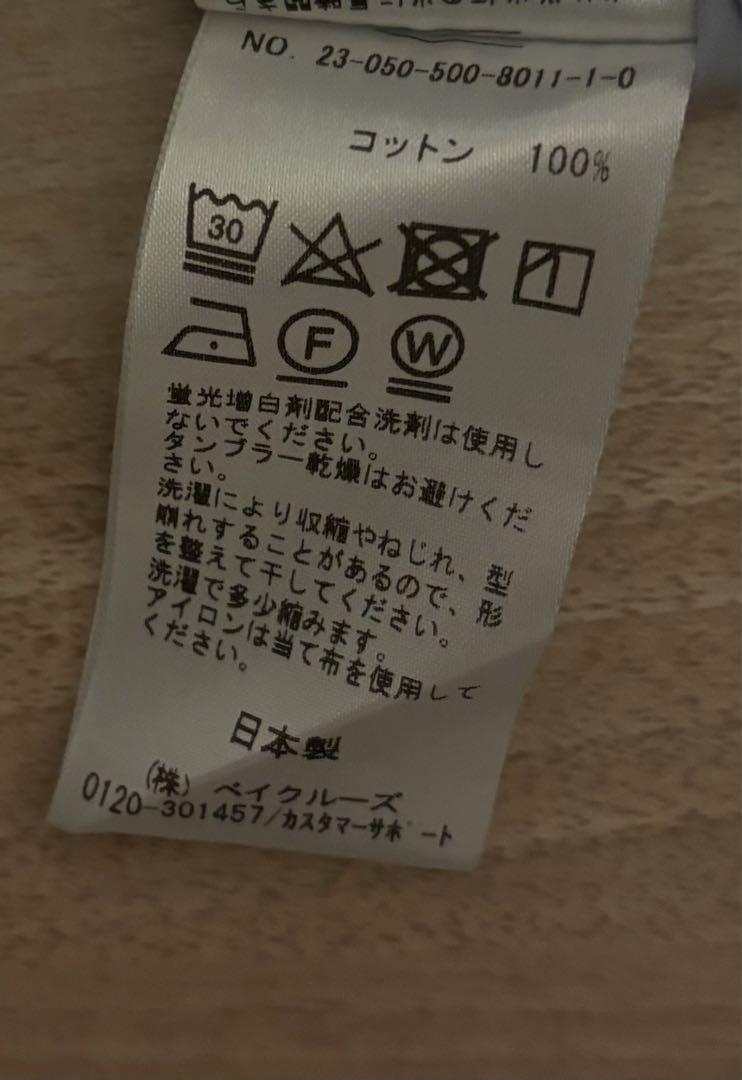 NO. 23-050-500-8011-1-0
コットン 100%
30
F W
蛍光増白剤配合洗剤は使用し
ないでください。
タンブラー乾燥はお避けくだ
さい。
洗濯により収縮やねじれ、型
崩れすることがあるので、形
を整えて干してください。
洗濯で多少縮みます。
アイロンは当て布を使用して
ください。
日本製
(株) ベイクルーズ
0120-301457/カスタマーサポート